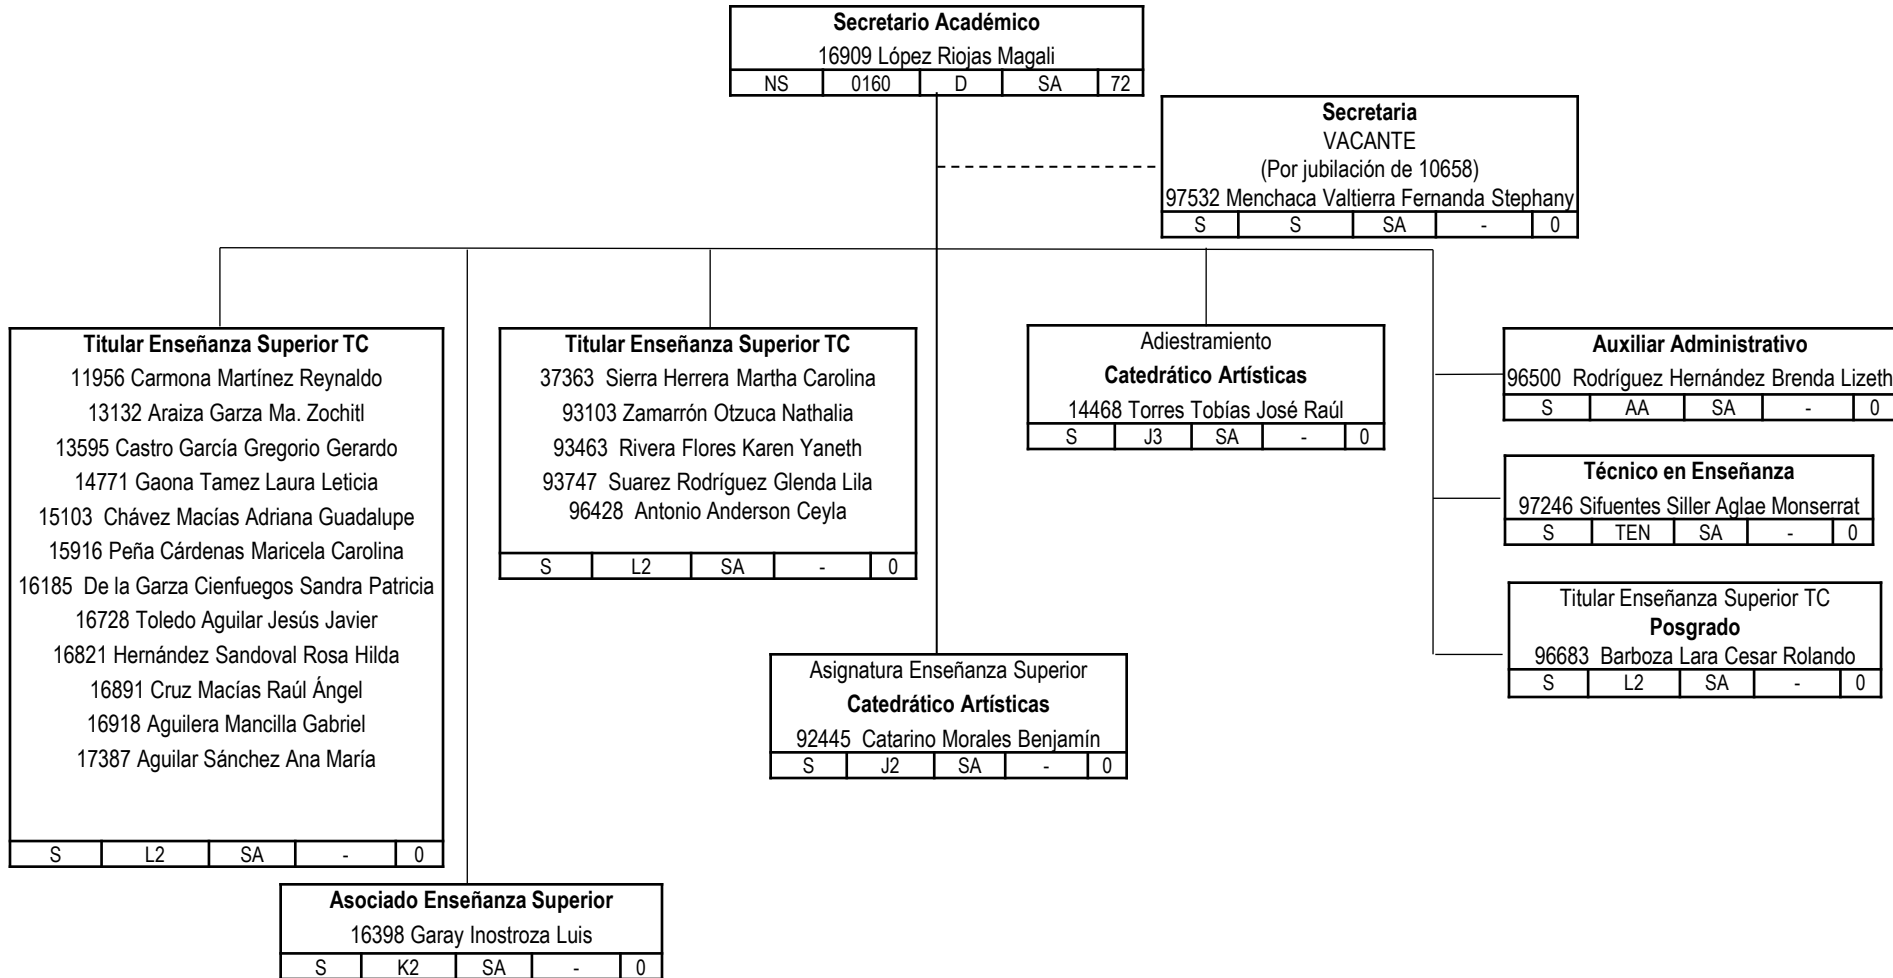 Secretario Académico
16909 López Riojas Magali
NS 0160 D SA 72
Secretaria
VACANTE
(Por jubilación de 10658)
97532 Menchaca Valtierra Fernanda Stephany
S S SA - 0
Titular Enseñanza Superior TC
11956 Carmona Martínez Reynaldo
13132 Araiza Garza Ma. Zochitl
13595 Castro García Gregorio Gerardo
14771 Gaona Tamez Laura Leticia
15103 Chávez Macías Adriana Guadalupe
15916 Peña Cárdenas Maricela Carolina
16185 De la Garza Cienfuegos Sandra Patricia
16728 Toledo Aguilar Jesús Javier
16821 Hernández Sandoval Rosa Hilda
16891 Cruz Macías Raúl Ángel
16918 Aguilera Mancilla Gabriel
17387 Aguilar Sánchez Ana María
S L2 SA - 0
Titular Enseñanza Superior TC
37363 Sierra Herrera Martha Carolina
93103 Zamarrón Otzuca Nathalia
93463 Rivera Flores Karen Yaneth
93747 Suarez Rodríguez Glenda Lila
96428 Antonio Anderson Ceyla
S L2 SA - 0
Adiestramiento
Catedrático Artísticas
14468 Torres Tobías José Raúl
S J3 SA - 0
Auxiliar Administrativo
96500 Rodríguez Hernández Brenda Lizeth
S AA SA - 0
Técnico en Enseñanza
97246 Sifuentes Siller Aglae Monserrat
S TEN SA - 0
Titular Enseñanza Superior TC
Posgrado
96683 Barboza Lara Cesar Rolando
S L2 SA - 0
Asignatura Enseñanza Superior
Catedrático Artísticas
92445 Catarino Morales Benjamín
S J2 SA - 0
Asociado Enseñanza Superior
16398 Garay Inostroza Luis
S K2 SA - 0